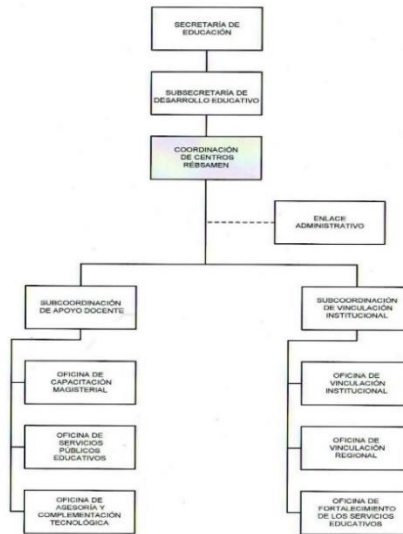 SECRETARÍA DE
EDUCACIÓN
SUBSECRETARÍA DE
DESARROLLO EDUCATIVO
COORDINACIÓN
DE CENTROS
RÉBSAMEN
ENLACE
ADMINISTRATIVO
SUBCOORDINACIÓN
DE APOYO DOCENTE
SUBCOORDINACIÓN
DE VINCULACIÓN
INSTITUCIONAL
OFICINA DE
CAPACITACIÓN
MAGISTERIAL
OFICINA DE
VINCULACIÓN
INSTITUCIONAL
OFICINA DE
SERVICIOS
PÚBLICOS
EDUCATIVOS
OFICINA DE
VINCULACIÓN
REGIONAL
OFICINA DE
ASESORÍA Y
COMPLEMENTACIÓN
TECNOLÓGICA
OFICINA DE
FORTALECIMIENTO
DE LOS SERVICIOS
EDUCATIVOS